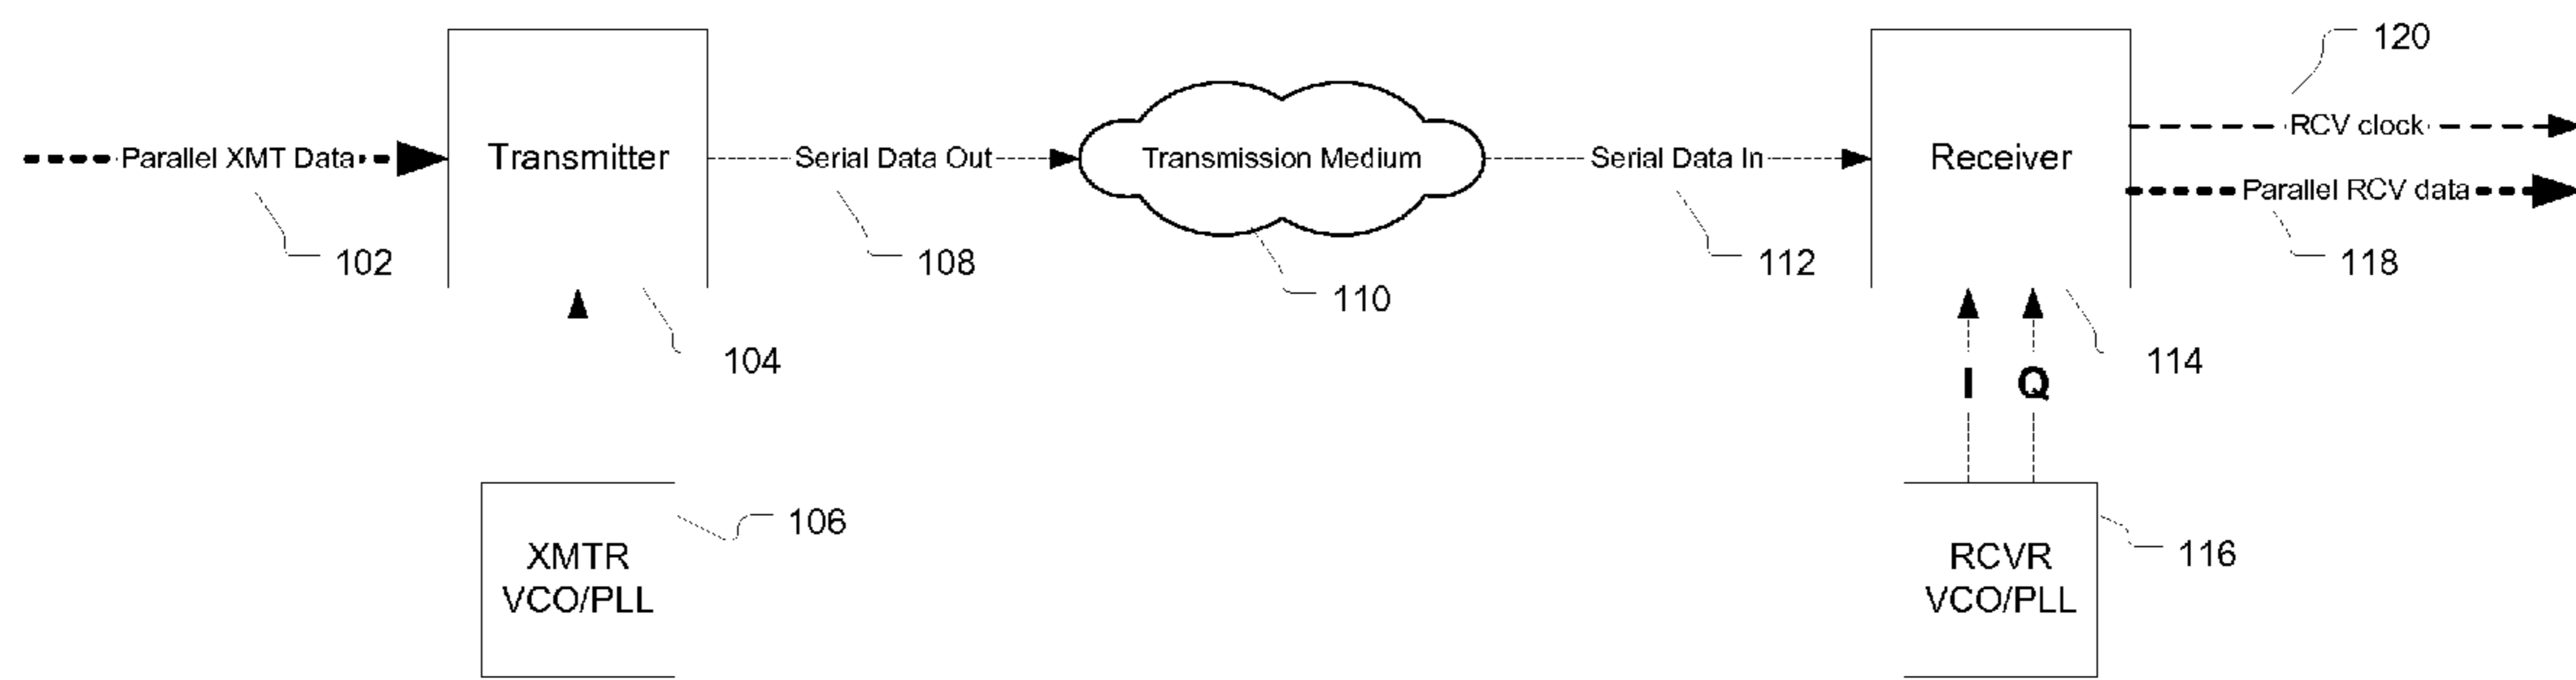 120
RCV clock
Parallel XMT Data
Transmitter
Serial Data Out
Transmission Medium
Serial Data In
Receiver
Parallel RCV data
102
108
110
112
118
104
114
I Q
106
XMTR
VCO/PLL
RCVR
VCO/PLL
116